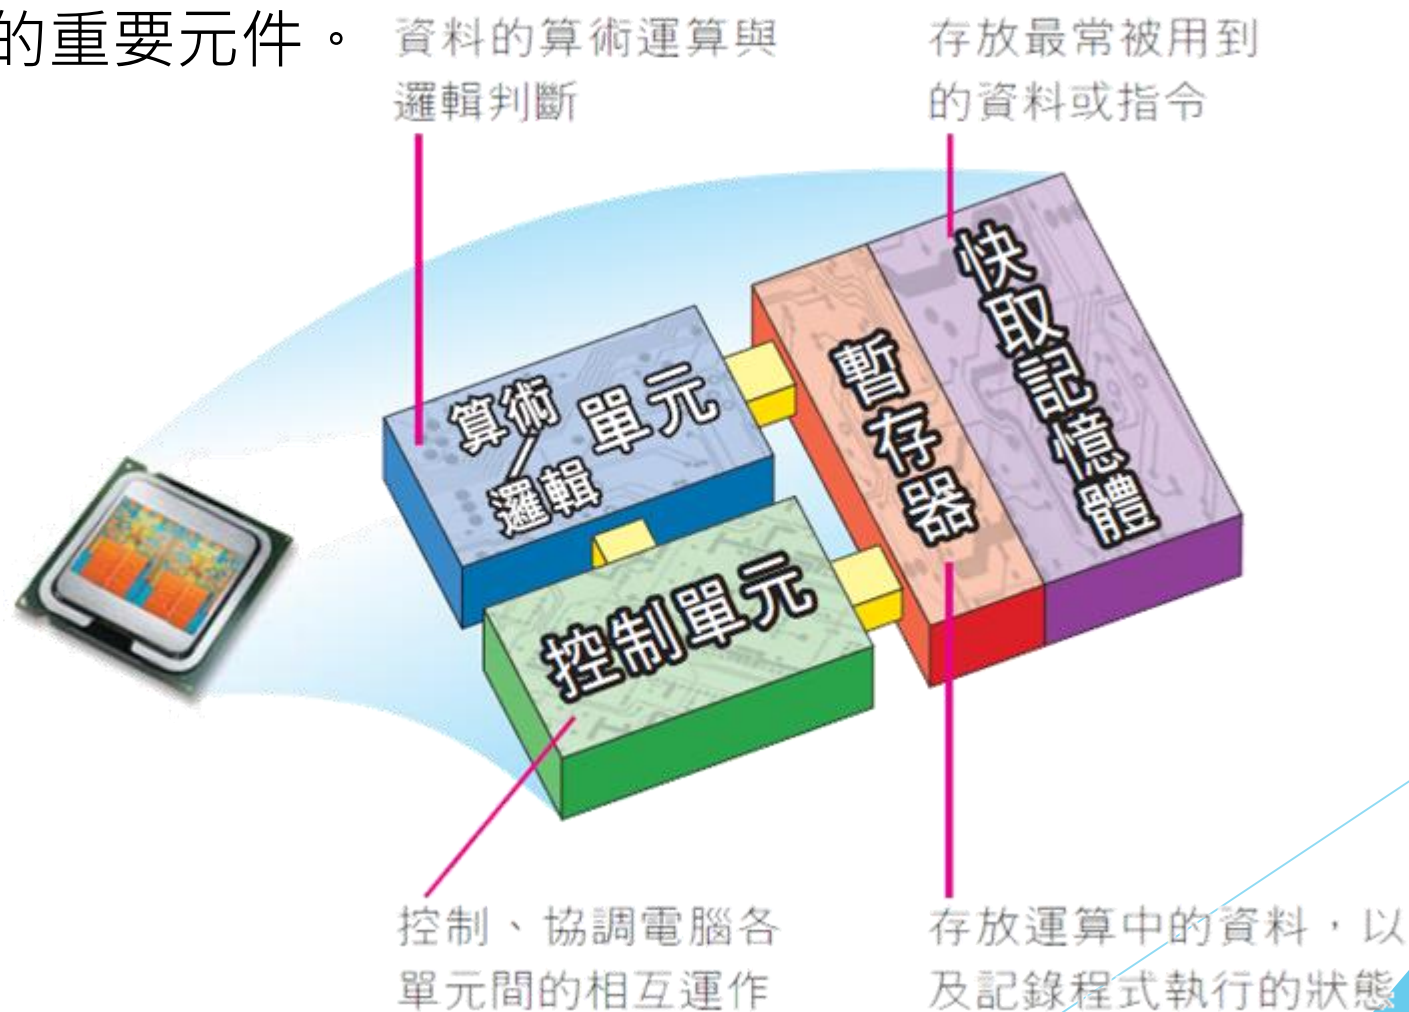 的重要元件。
資料的算術運算與
邏輯判斷
存放最常被用到
的資料或指令
快取記憶體
暫存器
算術/邏輯單元
控制單元
控制、協調電腦各
單元間的相互運作
存放運算中的資料，以
及記錄程式執行的狀態